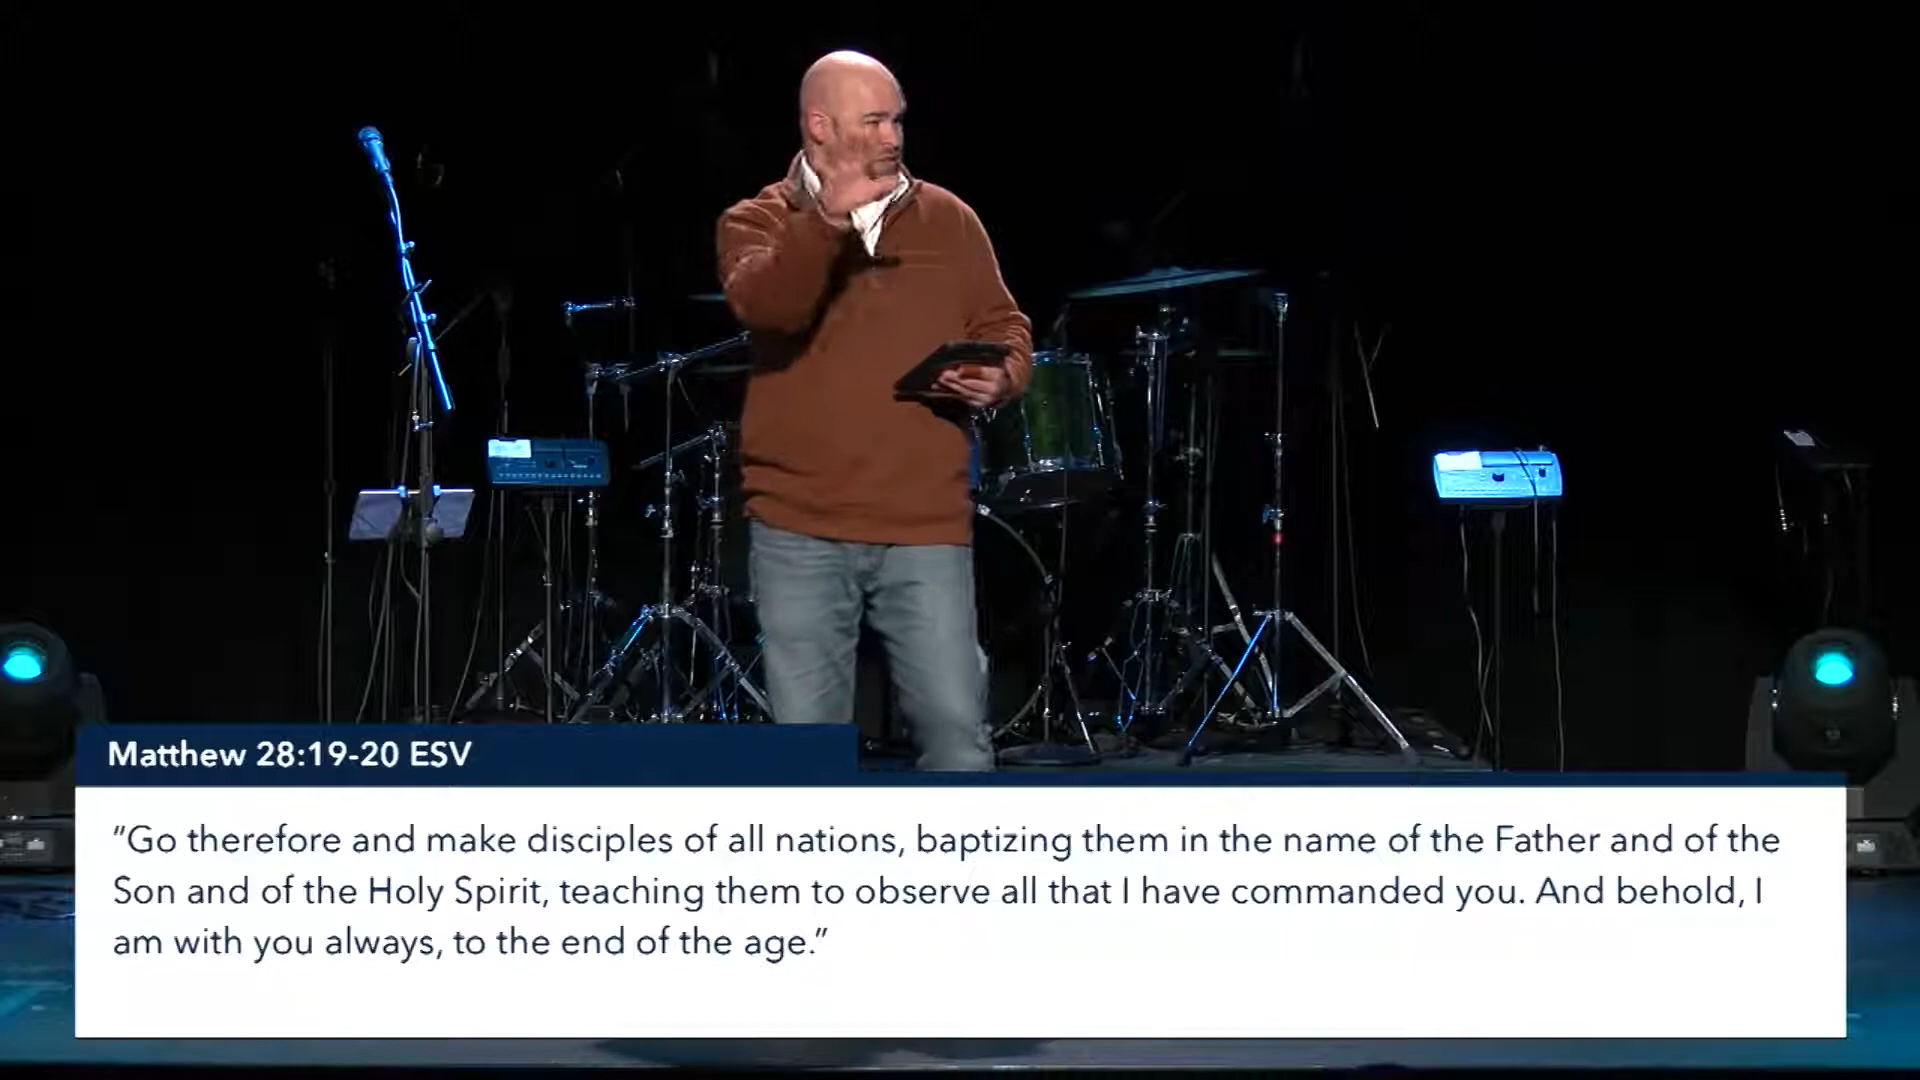 Matthew 28:19-20 ESV
“Go therefore and make disciples of all nations, baptizing them in the name of the Father and of the
Son and of the Holy Spirit, teaching them to observe all that I have commanded you. And behold, I
am with you always, to the end of the age.”